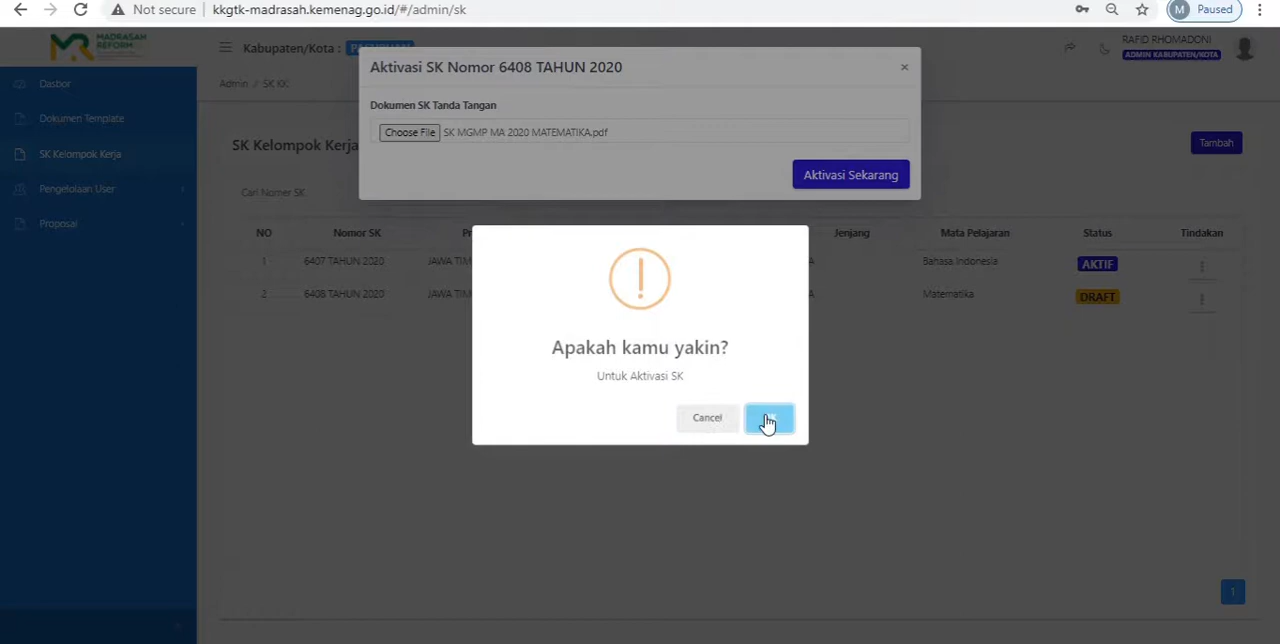 Not secure kkgtk-madrasah.kemenag.go.id/#/admin/sk M Paused
MADRASAH
REFORM
Kabupaten/Kota :
RAFID RHOMADONI
ADMIN KABUPATEN/KOTA
Admin / SK KK
Dasbor
Dokumen Template
SK Kelompok Kerja
Pengelolaan User
Proposal
Aktivasi SK Nomor 6408 TAHUN 2020 ×
Dokumen SK Tanda Tangan
Choose File SK MGMP MA 2020 MATEMATIKA.pdf
Aktivasi Sekarang
SK Kelompok Kerja Tambah
Cari Nomer SK
NO Nomor SK Jenjang Mata Pelajaran Status Tindakan
1 6407 TAHUN 2020 JAWA Bahasa Indonesia AKTIF
2 6408 TAHUN 2020 JAWA Matematika DRAFT
Apakah kamu yakin?
Untuk Aktivasi SK
Cancel
1